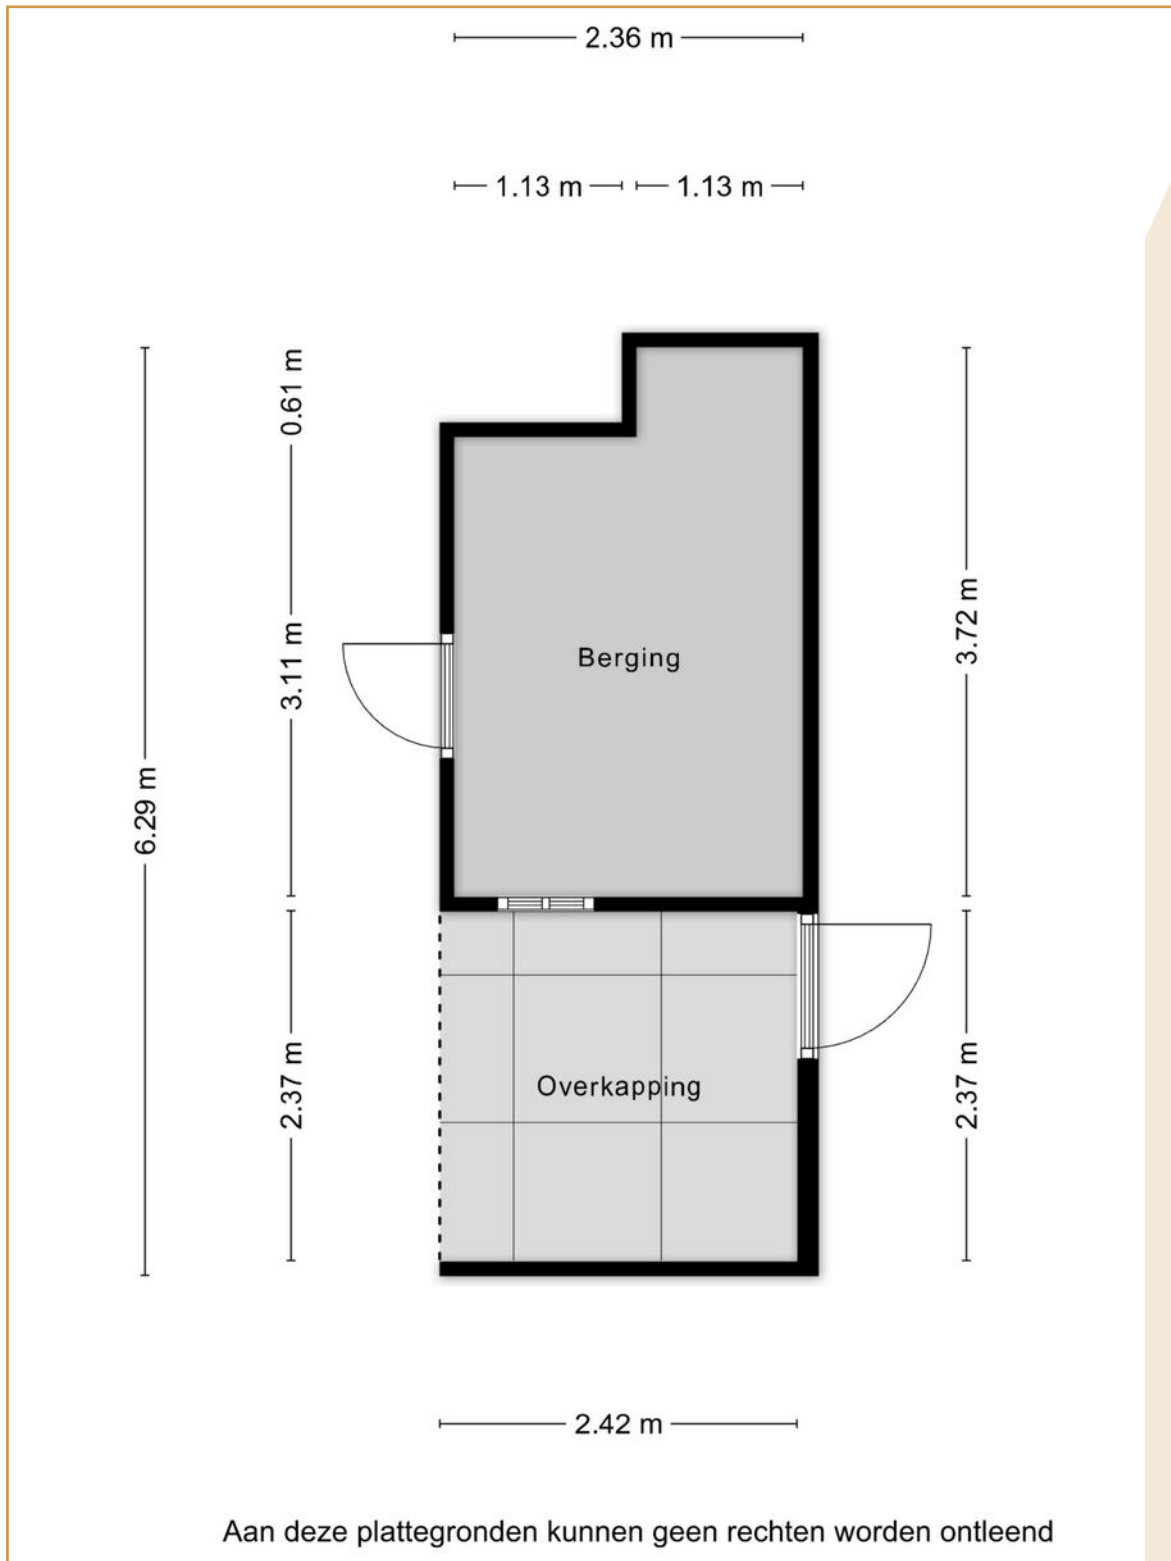 2.36 m
1.13 m 1.13 m
0.61 m
3.72 m
3.11 m
Berging
6.29 m
2.37 m
Overkapping
2.37 m
2.42 m
Aan deze plattegronden kunnen geen rechten worden ontleend